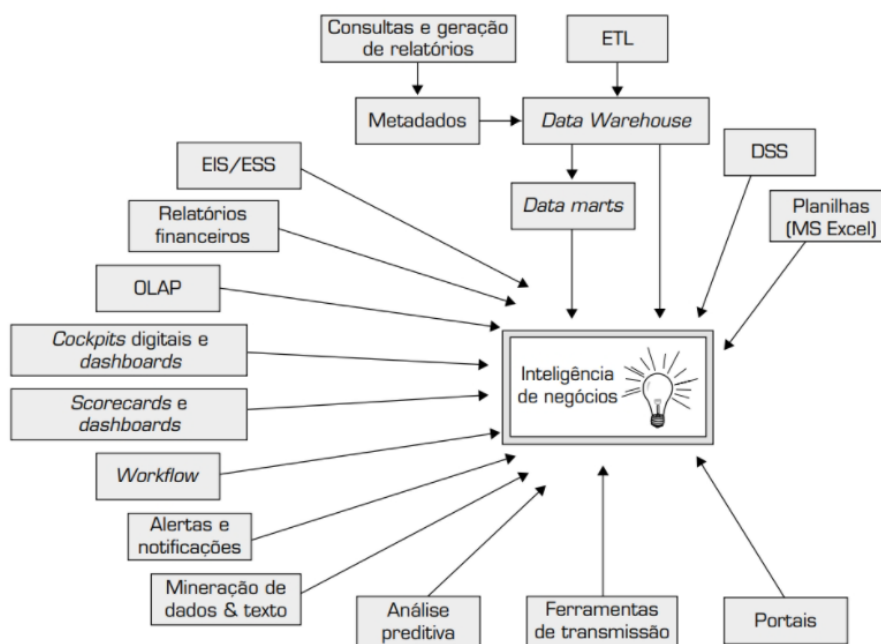 Consultas e geração
de relatórios
ETL
Metadados
Data Warehouse
DSS
EIS/ESS
Data marts
Planilhas
(MS Excel)
Relatórios
financeiros
OLAP
Cockpits digitais e
dashboards
Inteligência
de negócios
Scorecards e
dashboards
Workflow
Alertas e
notificações
Mineração de
dados & texto
Análise
preditiva
Ferramentas
de transmissão
Portais